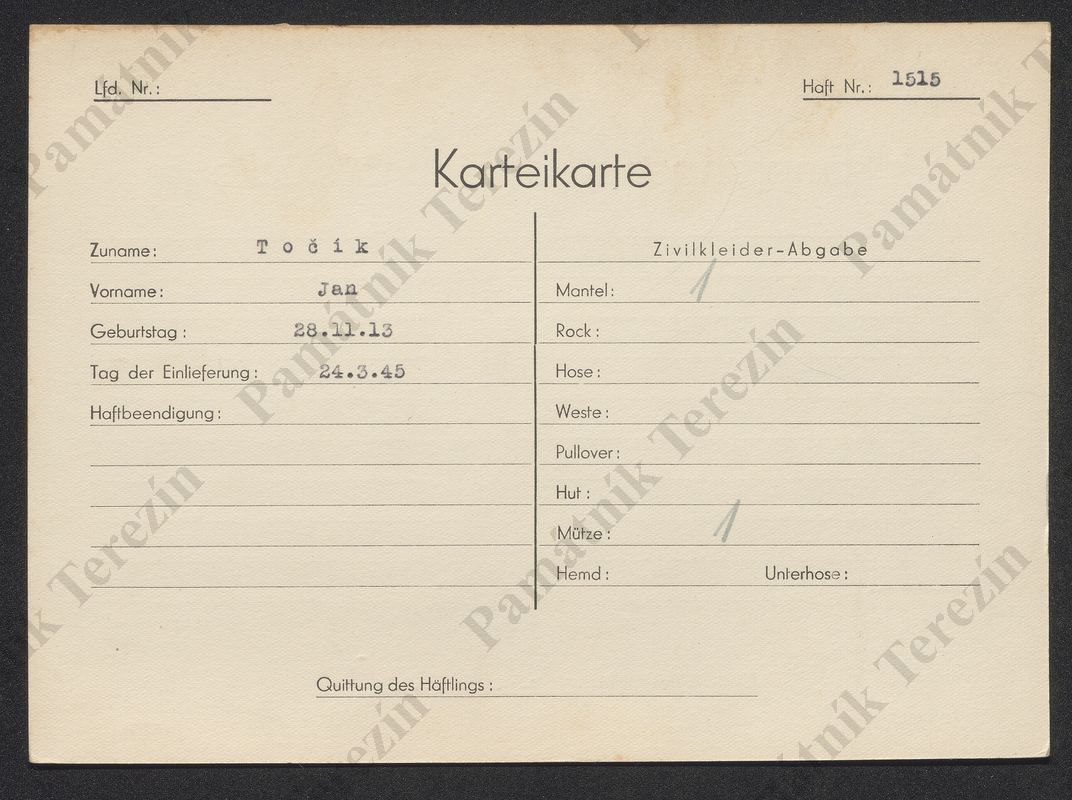 Lfd. Nr.:
Haft Nr.: 1515
Karteikarte
Zuname: Točík
Vorname: Jan
Geburtstag: 28.11.13
Tag der Einlieferung: 24.3.45
Haftbeendigung:
Zivilkleider-Abgabe
Mantel: 1
Rock:
Hose:
Weste:
Pullover:
Hut:
Mütze: 1
Hemd: Unterhose:
Quittung des Häftlings:
Památník Terezín